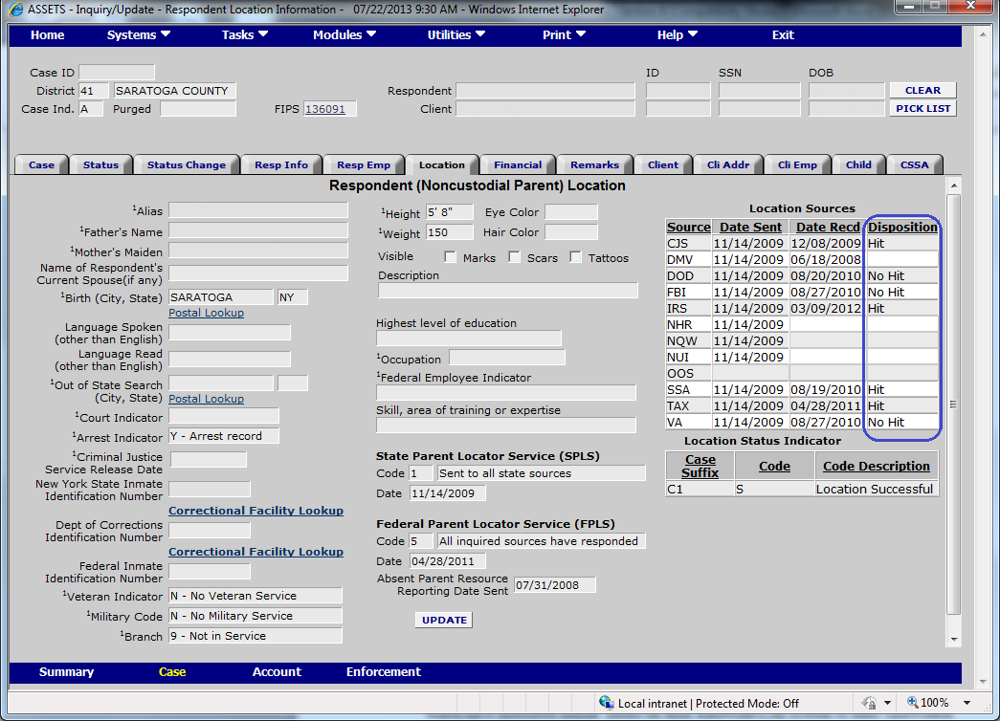 ASSETS - Inquiry/Update - Respondent Location Information - 07/22/2013 9:30 AM - Windows Internet Explorer
Home Systems Tasks Modules Utilities Print Help Exit
Case ID ID SSN DOB
District 41 SARATOGA COUNTY Respondent CLEAR
Case Ind. A Purged FIPS 136091 Client PICK LIST
Case Status Status Change Resp Info Resp Emp Location Financial Remarks Client Cli Addr Cli Emp Child CSSA
Respondent (Noncustodial Parent) Location
1Alias
1Father's Name
1Mother's Maiden
Name of Respondent's
Current Spouse(if any)
1Birth (City, State) SARATOGA NY
Postal Lookup
Language Spoken
(other than English)
Language Read
(other than English)
1Out of State Search
(City, State) Postal Lookup
1Court Indicator
1Arrest Indicator Y - Arrest record
1Criminal Justice
Service Release Date
New York State Inmate
Identification Number
Correctional Facility Lookup
Dept of Corrections
Identification Number
Correctional Facility Lookup
Federal Inmate
Identification Number
1Veteran Indicator N - No Veteran Service
1Military Code N - No Military Service
1Branch 9 - Not in Service
1Height 5' 8" Eye Color
1Weight 150 Hair Color
Visible Marks Scars Tattoos
Description
Highest level of education
1Occupation
1Federal Employee Indicator
Skill, area of training or expertise
State Parent Locator Service (SPLS)
Code 1 Sent to all state sources
Date 11/14/2009
Federal Parent Locator Service (FPLS)
Code 5 All inquired sources have responded
Date 04/28/2011
Absent Parent Resource
Reporting Date Sent 07/31/2008
UPDATE
Location Sources
Source Date Sent Date Recd Disposition
CJS 11/14/2009 12/08/2009 Hit
DMV 11/14/2009 06/18/2008
DOD 11/14/2009 08/20/2010 No Hit
FBI 11/14/2009 08/27/2010 No Hit
IRS 11/14/2009 03/09/2012 Hit
NHR 11/14/2009
NQW 11/14/2009
NUI 11/14/2009
OOS
SSA 11/14/2009 08/19/2010 Hit
TAX 11/14/2009 04/28/2011 Hit
VA 11/14/2009 08/27/2010 No Hit
Location Status Indicator
Case
Suffix Code Code Description
C1 S Location Successful
Summary Case Account Enforcement
Local intranet | Protected Mode: Off 100%